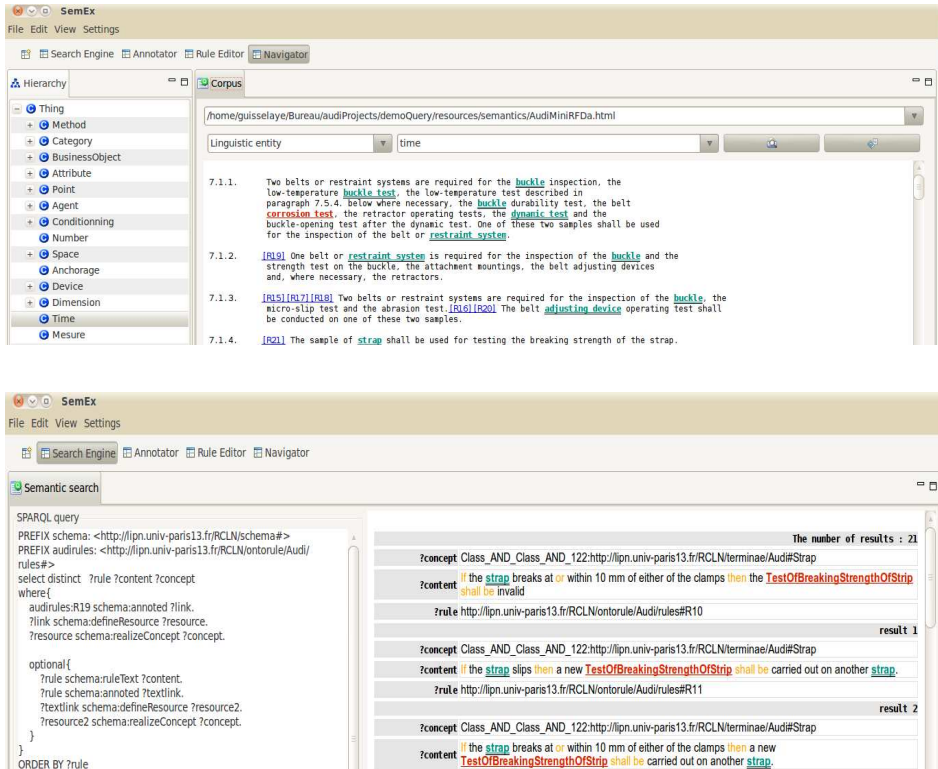 SemEx
File Edit View Settings
Search Engine Annotator Rule Editor Navigator
Hierarchy
Thing
Method
Category
BusinessObject
Attribute
Point
Agent
Conditionning
Number
Space
Anchorage
Device
Dimension
Time
Mesure
Corpus
/home/guisselaye/Bureau/audiProjects/demoQuery/resources/semantics/AudiMiniRFDa.html
Linguistic entity time
7.1.1. Two belts or restraint systems are required for the buckle inspection, the
low-temperature buckle test, the low-temperature test described in
paragraph 7.5.4. below where necessary, the buckle durability test, the belt
corrosion test, the retractor operating tests, the dynamic test and the
buckle-opening test after the dynamic test. One of these two samples shall be used
for the inspection of the belt or restraint system.
7.1.2. [R19] One belt or restraint system is required for the inspection of the buckle and the
strength test on the buckle, the attachment mountings, the belt adjusting devices
and, where necessary, the retractors.
7.1.3. [R15][R17][R18] Two belts or restraint systems are required for the inspection of the buckle, the
micro-slip test and the abrasion test.[R16][R20] The belt adjusting device operating test shall
be conducted on one of these two samples.
7.1.4. [R21] The sample of strap shall be used for testing the breaking strength of the strap.
SemEx
File Edit View Settings
Search Engine Annotator Rule Editor Navigator
Semantic search
SPARQL query
PREFIX schema: <http://lipn.univ-paris13.fr/RCLN/schema#>
PREFIX audirules: <http://lipn.univ-paris13.fr/RCLN/ontorule/Audi/
rules#>
select distinct ?rule ?content ?concept
where{
audirules:R19 schema:annoted ?link.
?link schema:defineResource ?resource.
?resource schema:realizeConcept ?concept.
optional{
?rule schema:ruleText ?content.
?rule schema:annoted ?textlink.
?textlink schema:defineResource ?resource2.
?resource2 schema:realizeConcept ?concept.
}
}
ORDER BY ?rule
The number of results : 21
?concept Class_AND_Class_AND_122:http://lipn.univ-paris13.fr/RCLN/terminae/Audi#Strap
?content If the strap breaks at or within 10 mm of either of the clamps then the TestOfBreakingStrengthOfStrip
shall be invalid
?rule http://lipn.univ-paris13.fr/RCLN/ontorule/Audi/rules#R10
result 1
?concept Class_AND_Class_AND_122:http://lipn.univ-paris13.fr/RCLN/terminae/Audi#Strap
?content If the strap slips then a new TestOfBreakingStrengthOfStrip shall be carried out on another strap.
?rule http://lipn.univ-paris13.fr/RCLN/ontorule/Audi/rules#R11
result 2
?concept Class_AND_Class_AND_122:http://lipn.univ-paris13.fr/RCLN/terminae/Audi#Strap
?content If the strap breaks at or within 10 mm of either of the clamps then a new
TestOfBreakingStrengthOfStrip shall be carried out on another strap.